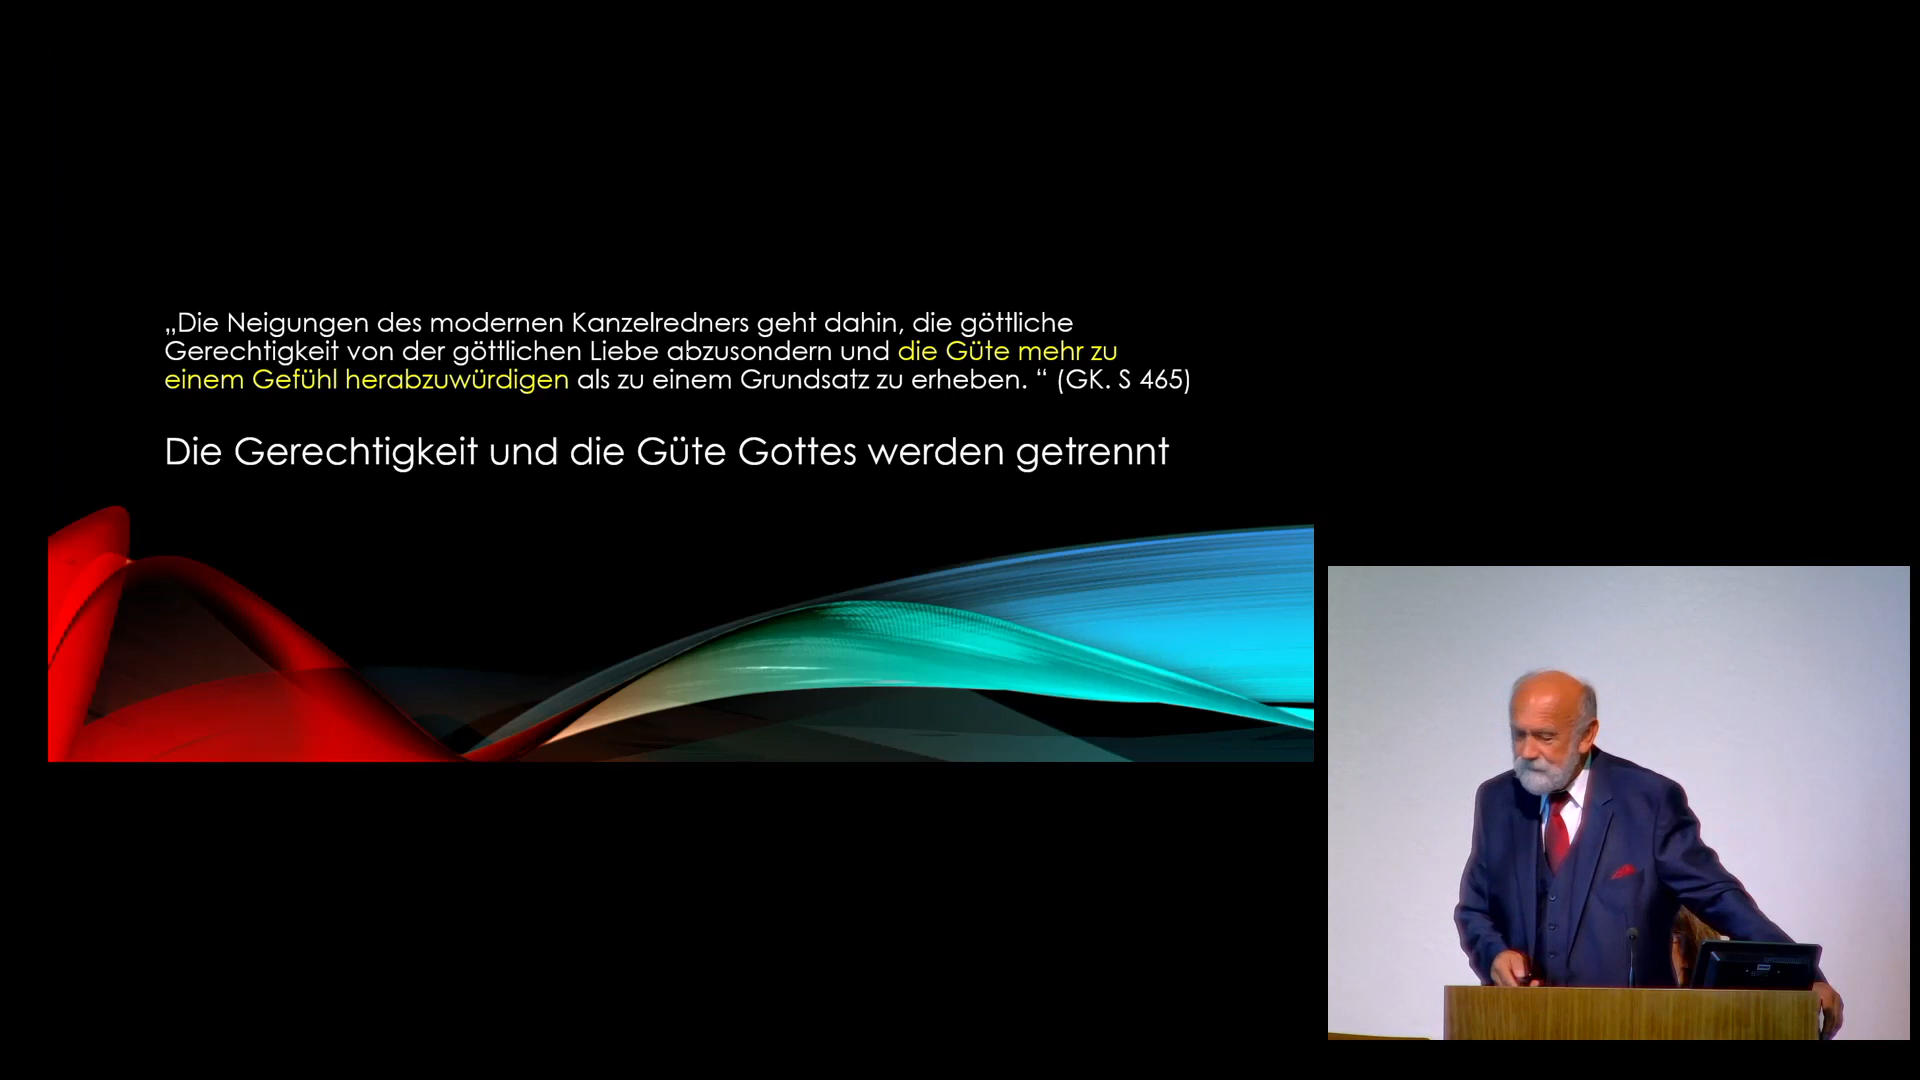 „Die Neigungen des modernen Kanzelredners geht dahin, die göttliche
Gerechtigkeit von der göttlichen Liebe abzusondern und die Güte mehr zu
einem Gefühl herabzuwürdigen als zu einem Grundsatz zu erheben. “ (GK. S 465)
Die Gerechtigkeit und die Güte Gottes werden getrennt